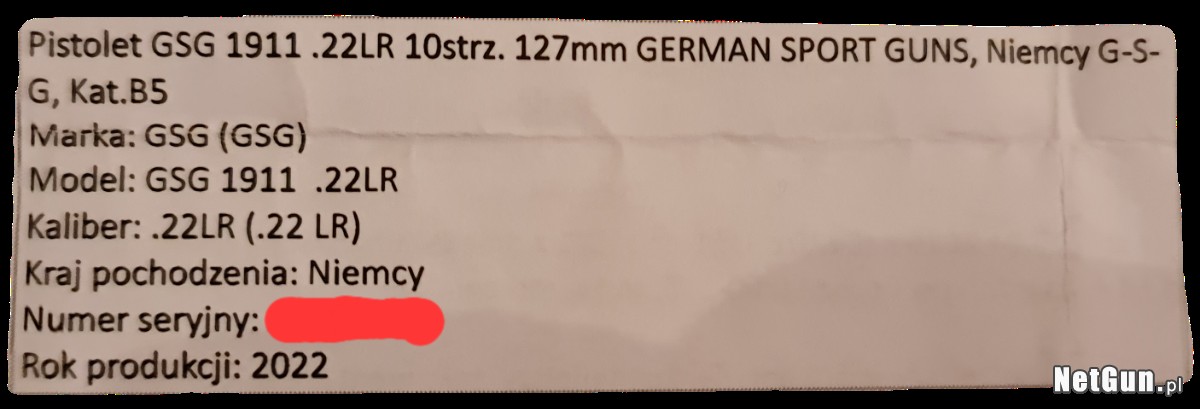 Pistolet GSG 1911 .22LR 10strz. 127mm GERMAN SPORT GUNS, Niemcy G-S-
G, Kat.B5
Marka: GSG (GSG)
Model: GSG 1911 .22LR
Kaliber: .22LR (.22 LR)
Kraj pochodzenia: Niemcy
Numer seryjny:
Rok produkcji: 2022
NetGun.pl